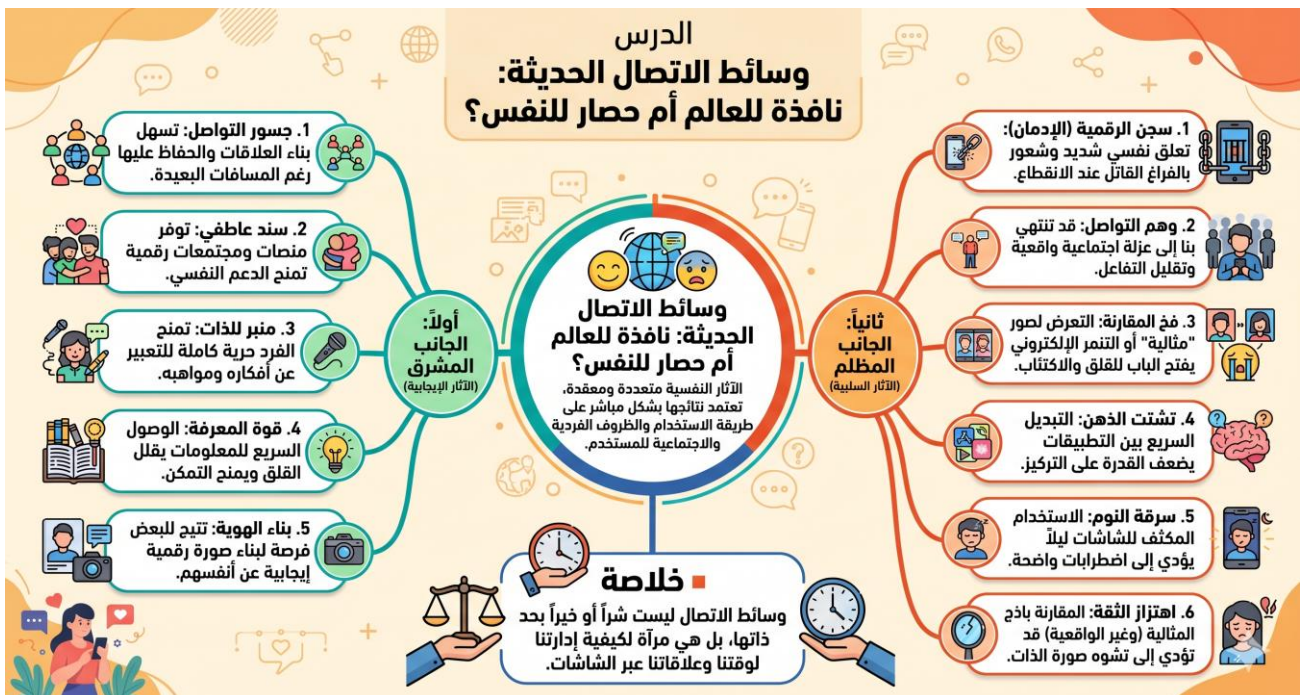 الدرس
وسائط الاتصال الحديثة:
نافذة للعالم أم حصار للنفس؟
وسائط الاتصال
الحديثة: نافذة للعالم
أم حصار للنفس؟
الآثار النفسية متعددة ومعقدة،
تعتمد نتائجها بشكل مباشر على
طريقة الاستخدام والظروف الفردية
والاجتماعية للمستخدم.
أولاً:
الجانب
المشرق
(الآثار الإيجابية)
1. جسور التواصل: تسهل
بناء العلاقات والحفاظ عليها
رغم المسافات البعيدة.
2. سند عاطفي: توفر
منصات ومجتمعات رقمية
تمنح الدعم النفسي.
3. منبر للذات: تمنح
الفرد حرية كاملة للتعبير
عن أفكاره ومواهبه.
4. قوة المعرفة: الوصول
السريع للمعلومات يقلل
القلق ويمنح التمكن.
5. بناء الهوية: تتيح للبعض
فرصة لبناء صورة رقمية
إيجابية عن أنفسهم.
ثانياً:
الجانب
المظلم
(الآثار السلبية)
1. سجن الرقمية (الإدمان):
تعلق نفسي شديد وشعور
بالفراغ القاتل عند الانقطاع.
2. وهم التواصل: قد تنتهي
بنا إلى عزلة اجتماعية واقعية
وتقليل التفاعل.
3. فخ المقارنة: التعرض لصور
"مثالية" أو التنمر الإلكتروني
يفتح الباب للقلق والاكتئاب.
4. تشتت الذهن: التبديل
السريع بين التطبيقات
يضعف القدرة على التركيز.
5. سرقة النوم: الاستخدام
المكثف للشاشات ليلاً
يؤدي إلى اضطرابات واضحة.
6. اهتزاز الثقة: المقارنة باذج
المثالية (وغير الواقعية) قد
تؤدي إلى تشوه صورة الذات.
خلاصة
وسائط الاتصال ليست شراً أو خيراً بحد
ذاتها، بل هي مرآة لكيفية إدارتنا
لوقتنا وعلاقاتنا عبر الشاشات.